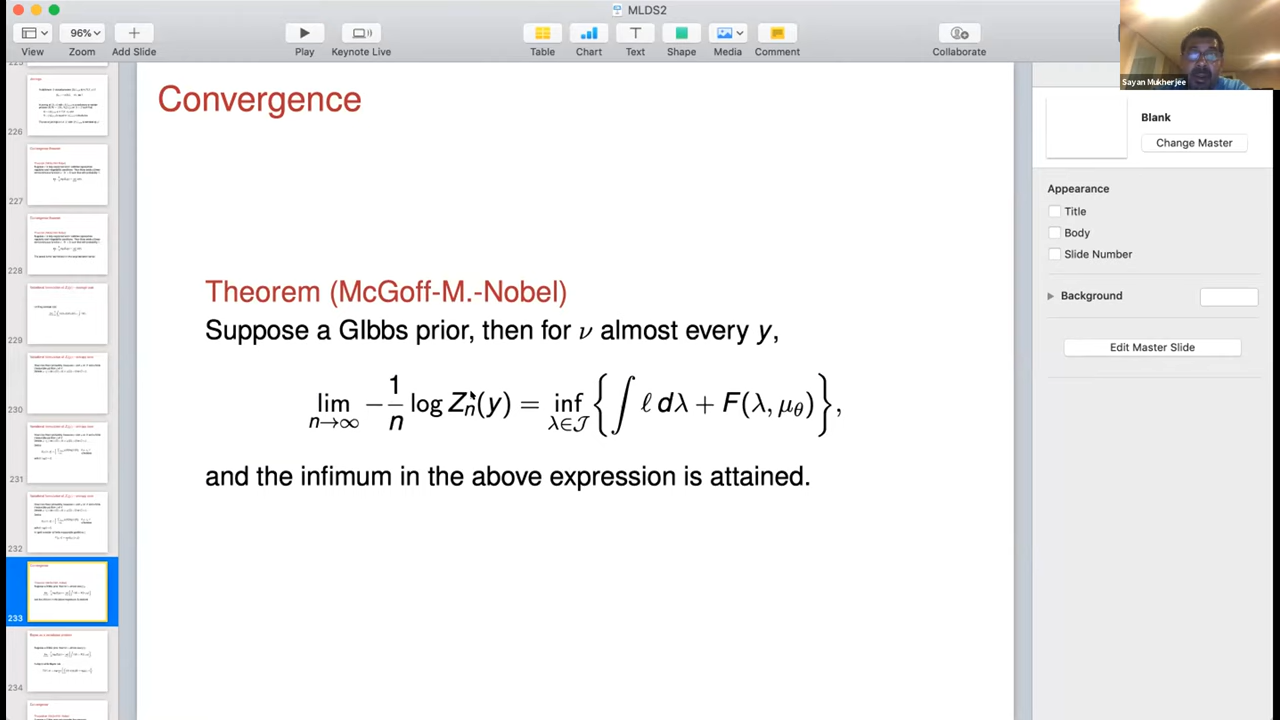 MLDS2
View
96%
Zoom
Add Slide
Play
Keynote Live
Table
Chart
Text
Shape
Media
Comment
Collaborate
Sayan Mukherjee
226
227
228
229
230
231
232
233
234
Convergence
Theorem (McGoff-M.-Nobel)
Suppose a GIbbs prior, then for ν almost every y,
lim_{n→∞} −\frac{1}{n} log Z_n(y) = inf_{λ∈𝒥} { ∫ ℓ dλ + F(λ, μ_θ) },
and the infimum in the above expression is attained.
Blank
Change Master
Appearance
Title
Body
Slide Number
Background
Edit Master Slide